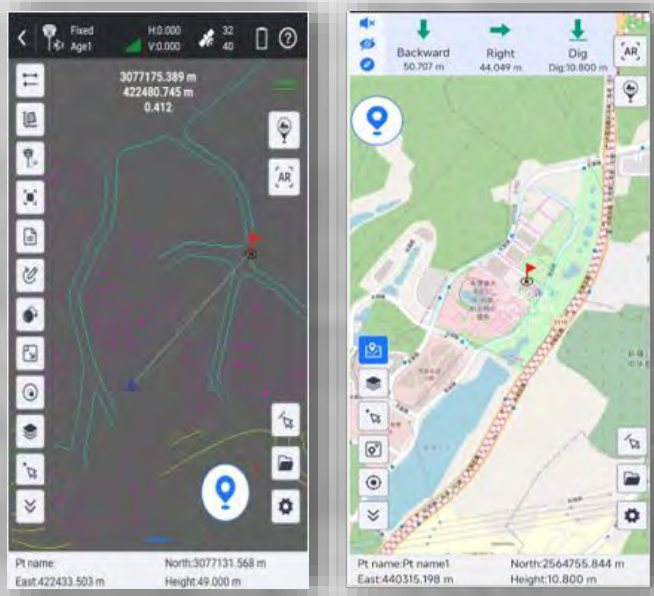 Fixed
Age1
H:0.000
V:0.000
32
40
3077175.389 m
422480.745 m
0.412
AR
Pt name:
North:3077131.568 m
East:422433.503 m
Height:49.000 m
Backward
50.707 m
Right
44.049 m
Dig
Dig:10.800 m
AR
Pt name:Pt name1
North:2564755.844 m
East:440315.198 m
Height:10.800 m